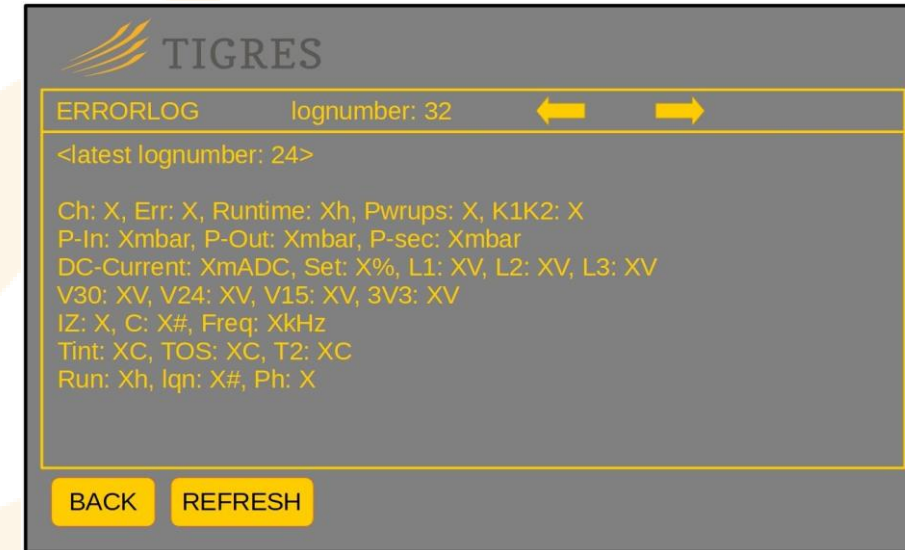 TIGRES
ERRORLOG lognumber: 32
<latest lognumber: 24>
Ch: X, Err: X, Runtime: Xh, Pwrups: X, K1K2: X
P-In: Xmbar, P-Out: Xmbar, P-sec: Xmbar
DC-Current: XmADC, Set: X%, L1: XV, L2: XV, L3: XV
V30: XV, V24: XV, V15: XV, 3V3: XV
IZ: X, C: X#, Freq: XkHz
Tint: XC, TOS: XC, T2: XC
Run: Xh, lqn: X#, Ph: X
BACK REFRESH